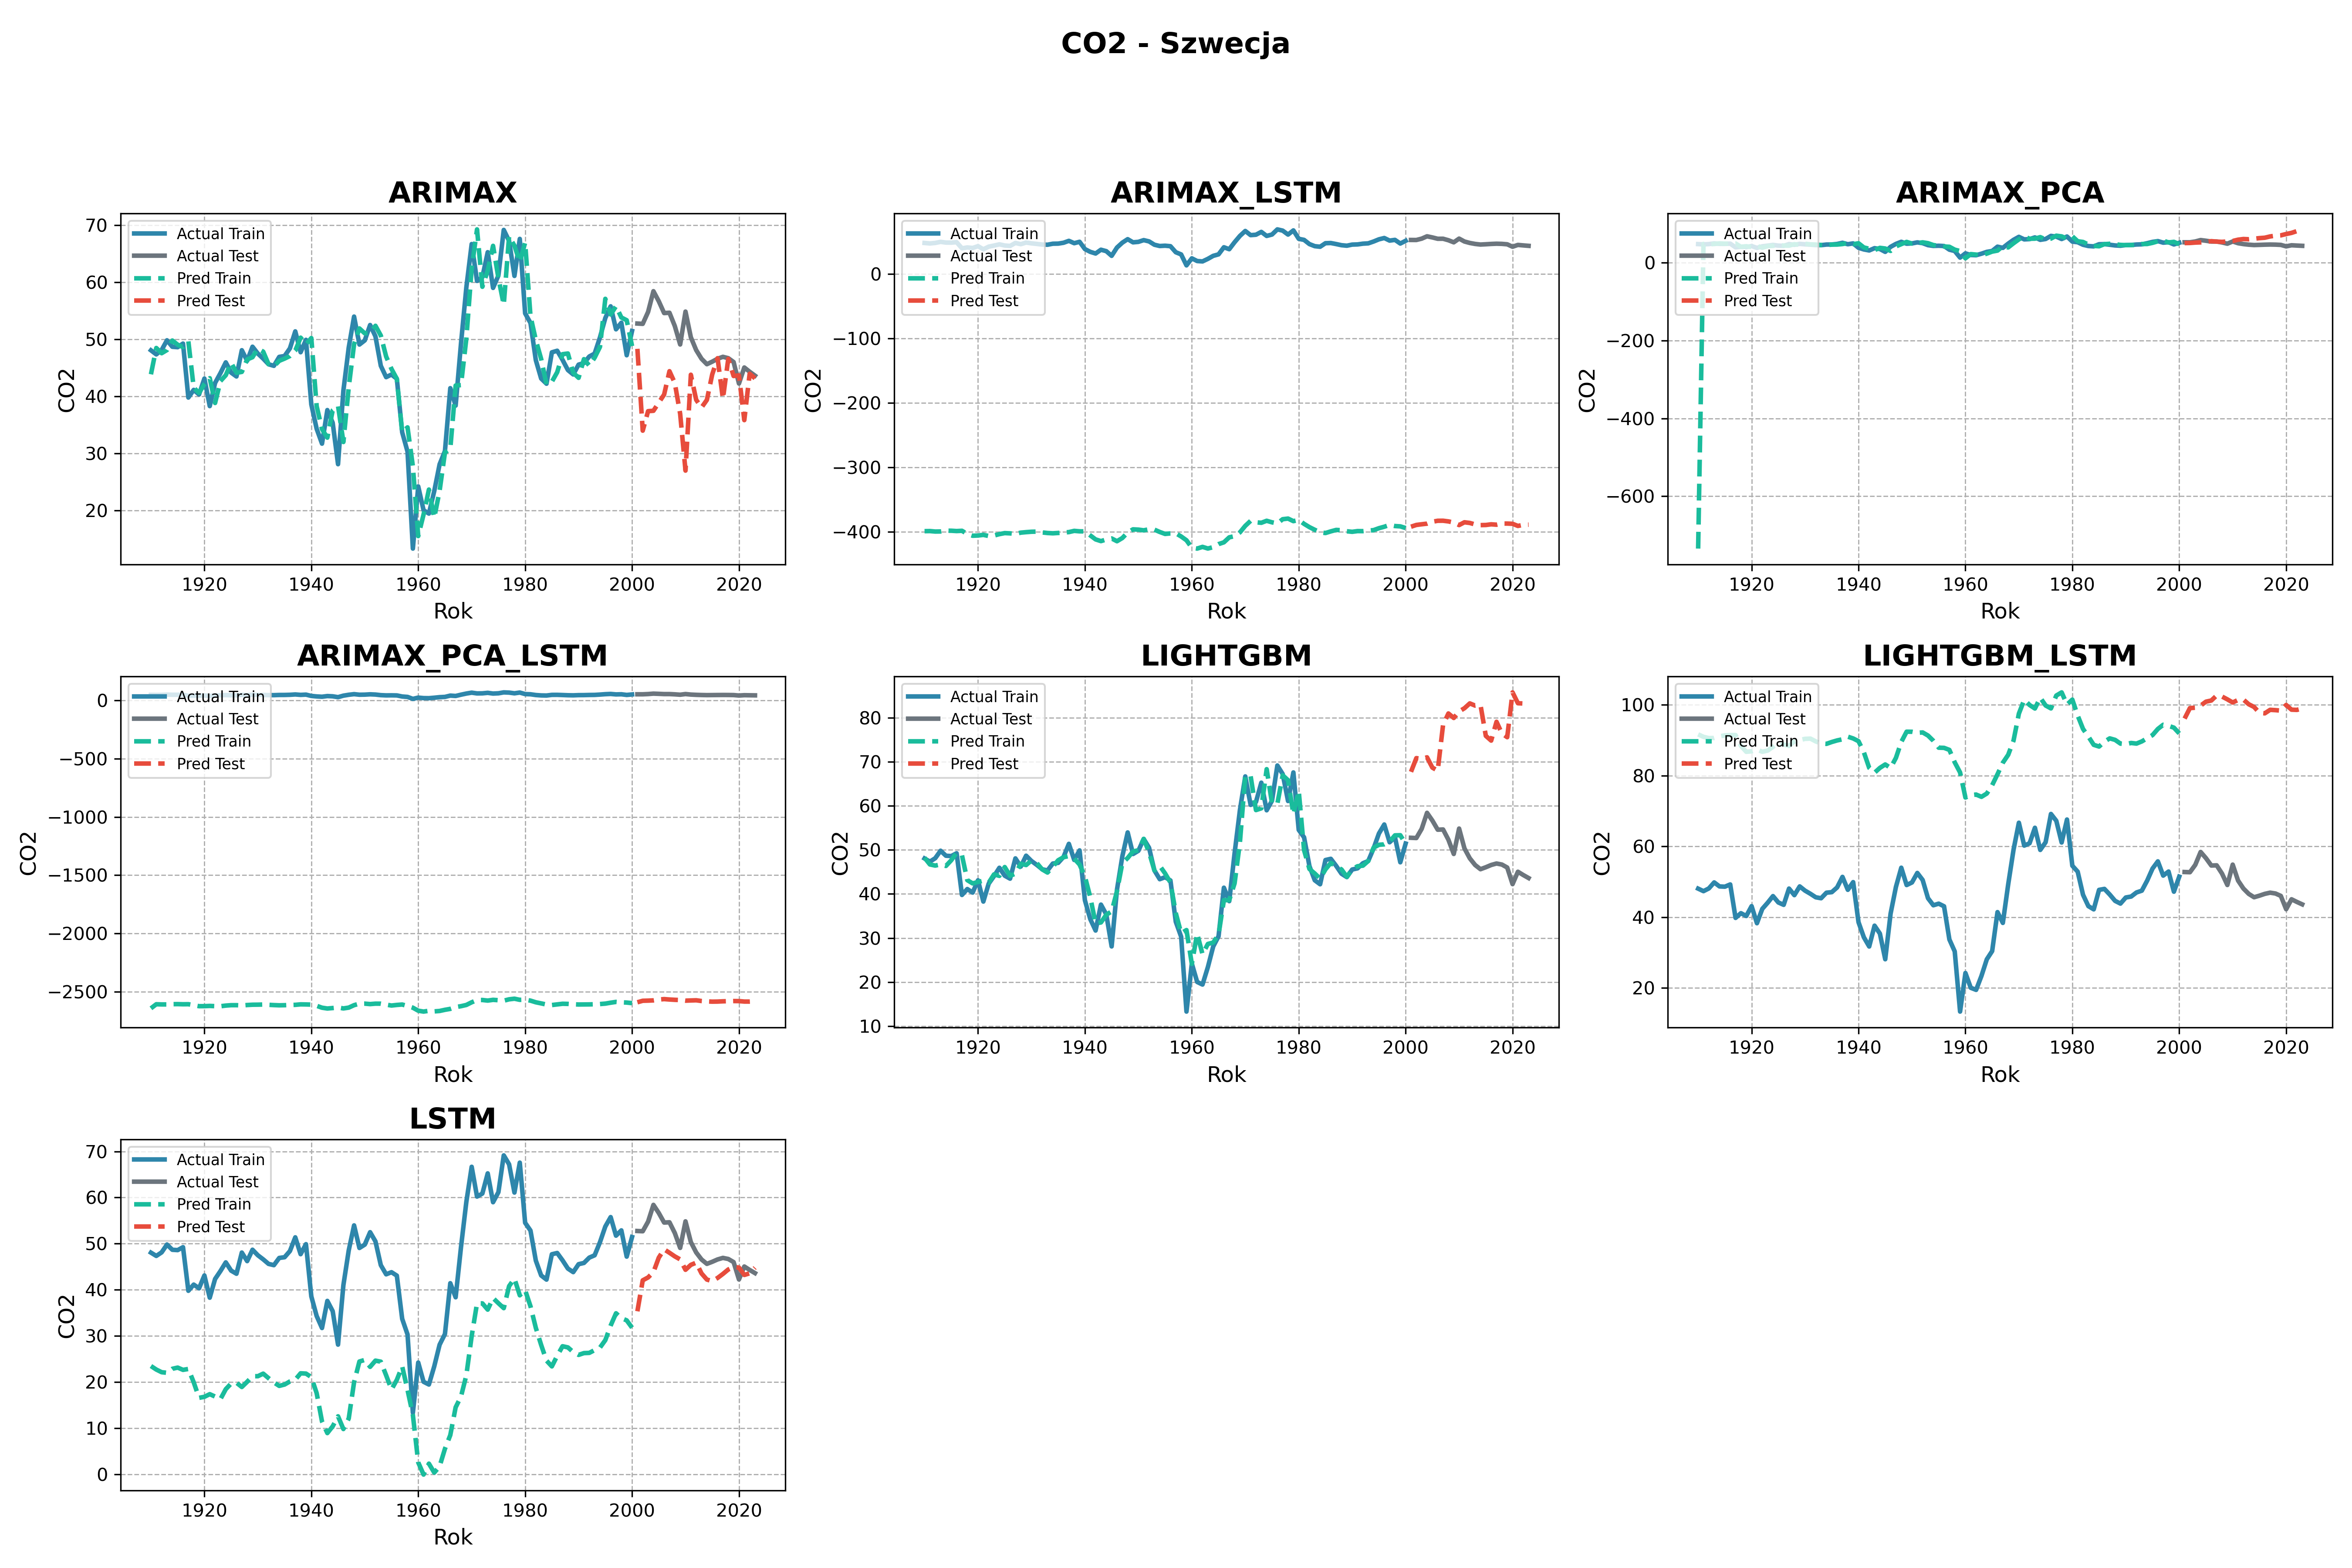 CO2 - Szwecja
ARIMAX
70
60
50
40
30
20
CO2
Actual Train
Actual Test
Pred Train
Pred Test
1920 1940 1960 1980 2000 2020
Rok
ARIMAX_LSTM
0
−100
−200
−300
−400
CO2
Actual Train
Actual Test
Pred Train
Pred Test
1920 1940 1960 1980 2000 2020
Rok
ARIMAX_PCA
0
−200
−400
−600
CO2
Actual Train
Actual Test
Pred Train
Pred Test
1920 1940 1960 1980 2000 2020
Rok
ARIMAX_PCA_LSTM
0
−500
−1000
−1500
−2000
−2500
CO2
Actual Train
Actual Test
Pred Train
Pred Test
1920 1940 1960 1980 2000 2020
Rok
LIGHTGBM
80
70
60
50
40
30
20
10
CO2
Actual Train
Actual Test
Pred Train
Pred Test
1920 1940 1960 1980 2000 2020
Rok
LIGHTGBM_LSTM
100
80
60
40
20
CO2
Actual Train
Actual Test
Pred Train
Pred Test
1920 1940 1960 1980 2000 2020
Rok
LSTM
70
60
50
40
30
20
10
0
CO2
Actual Train
Actual Test
Pred Train
Pred Test
1920 1940 1960 1980 2000 2020
Rok